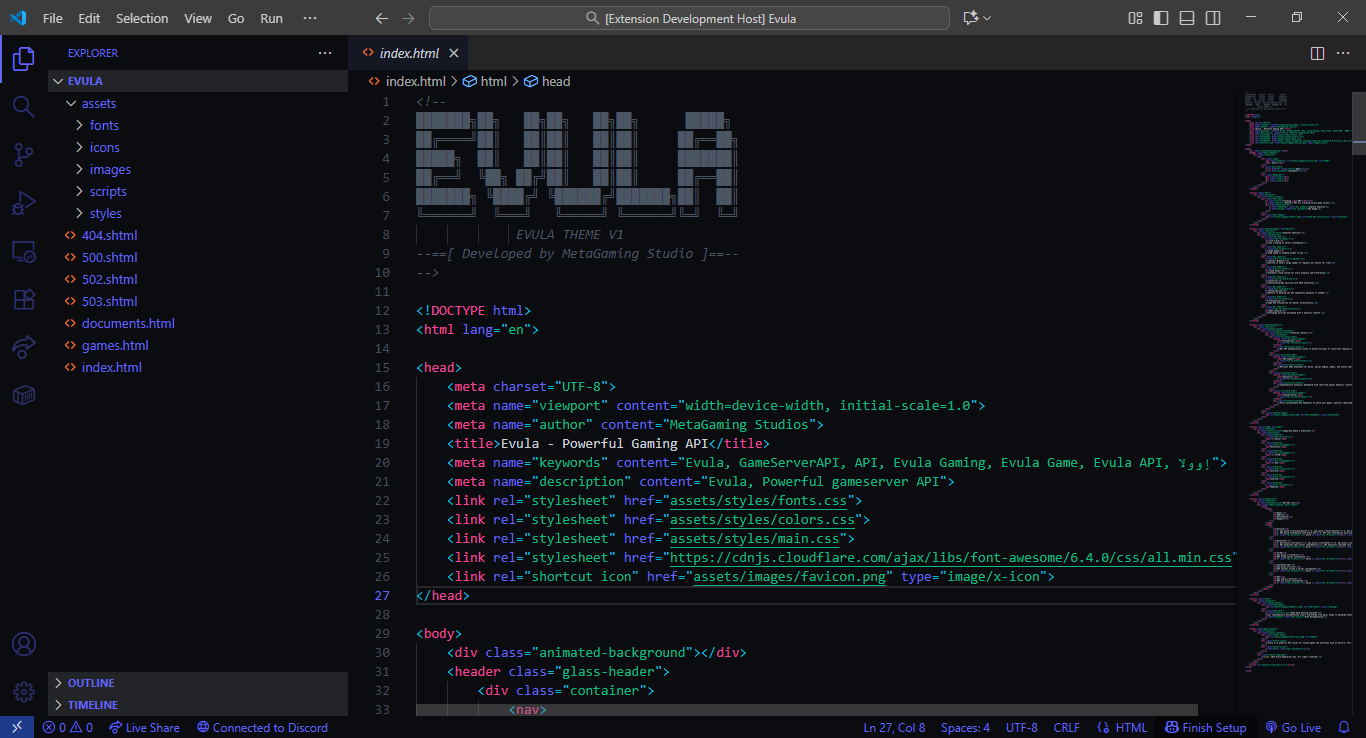 File Edit Selection View Go Run ··· [Extension Development Host] Evula
EXPLORER ···
EVULA
assets
fonts
icons
images
scripts
styles
404.shtml
500.shtml
502.shtml
503.shtml
documents.html
games.html
index.html
OUTLINE
TIMELINE
index.html
index.html > html > head
1 <!--
2
3
4
5
6
7
8 EVULA THEME V1
9 --==[ Developed by MetaGaming Studio ]==--
10 -->
11
12 <!DOCTYPE html>
13 <html lang="en">
14
15 <head>
16 <meta charset="UTF-8">
17 <meta name="viewport" content="width=device-width, initial-scale=1.0">
18 <meta name="author" content="MetaGaming Studios">
19 <title>Evula - Powerful Gaming API</title>
20 <meta name="keywords" content="Evula, GameServerAPI, API, Evula Gaming, Evula Game, Evula API, إوولا">
21 <meta name="description" content="Evula, Powerful gameserver API">
22 <link rel="stylesheet" href="assets/styles/fonts.css">
23 <link rel="stylesheet" href="assets/styles/colors.css">
24 <link rel="stylesheet" href="assets/styles/main.css">
25 <link rel="stylesheet" href="https://cdnjs.cloudflare.com/ajax/libs/font-awesome/6.4.0/css/all.min.css"
26 <link rel="shortcut icon" href="assets/images/favicon.png" type="image/x-icon">
27 </head>
28
29 <body>
30 <div class="animated-background"></div>
31 <header class="glass-header">
32 <div class="container">
33 <nav>
0 0 Live Share Connected to Discord Ln 27, Col 8 Spaces: 4 UTF-8 CRLF {} HTML Finish Setup Go Live